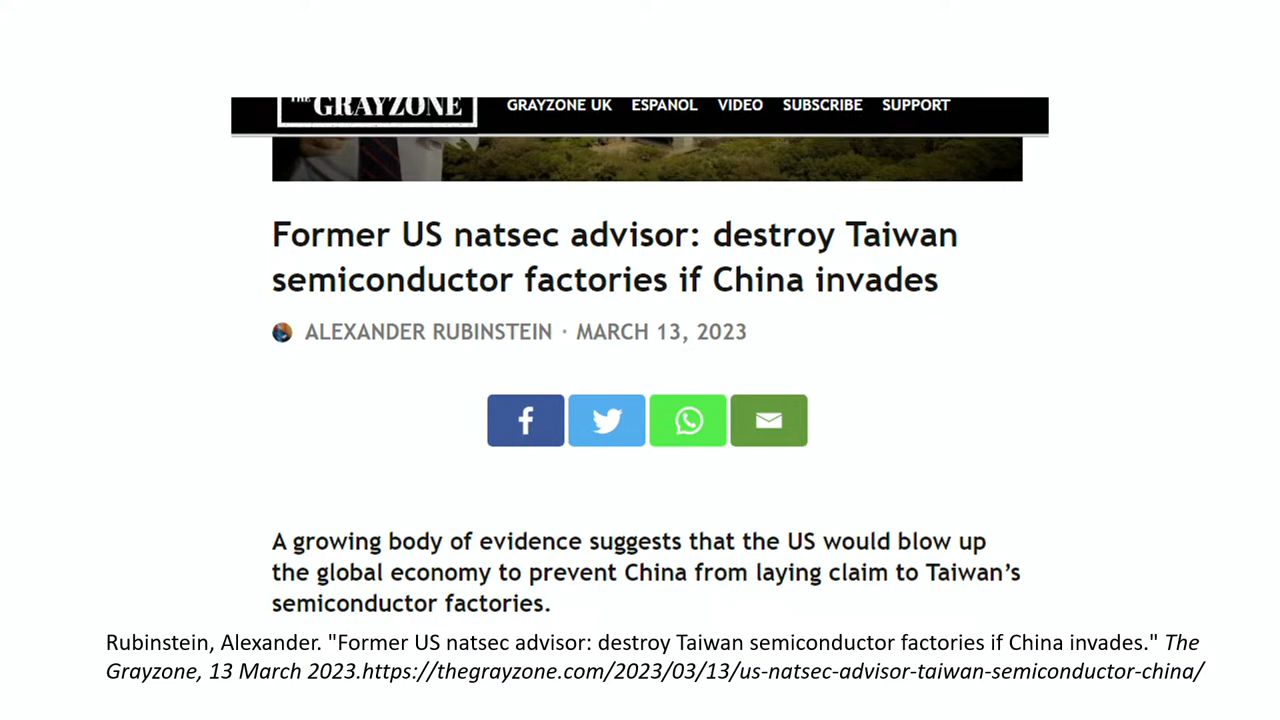 THE GRAYZONE
GRAYZONE UK ESPANOL VIDEO SUBSCRIBE SUPPORT
Former US natsec advisor: destroy Taiwan
semiconductor factories if China invades
ALEXANDER RUBINSTEIN · MARCH 13, 2023
A growing body of evidence suggests that the US would blow up
the global economy to prevent China from laying claim to Taiwan's
semiconductor factories.
Rubinstein, Alexander. "Former US natsec advisor: destroy Taiwan semiconductor factories if China invades." The
Grayzone, 13 March 2023.https://thegrayzone.com/2023/03/13/us-natsec-advisor-taiwan-semiconductor-china/